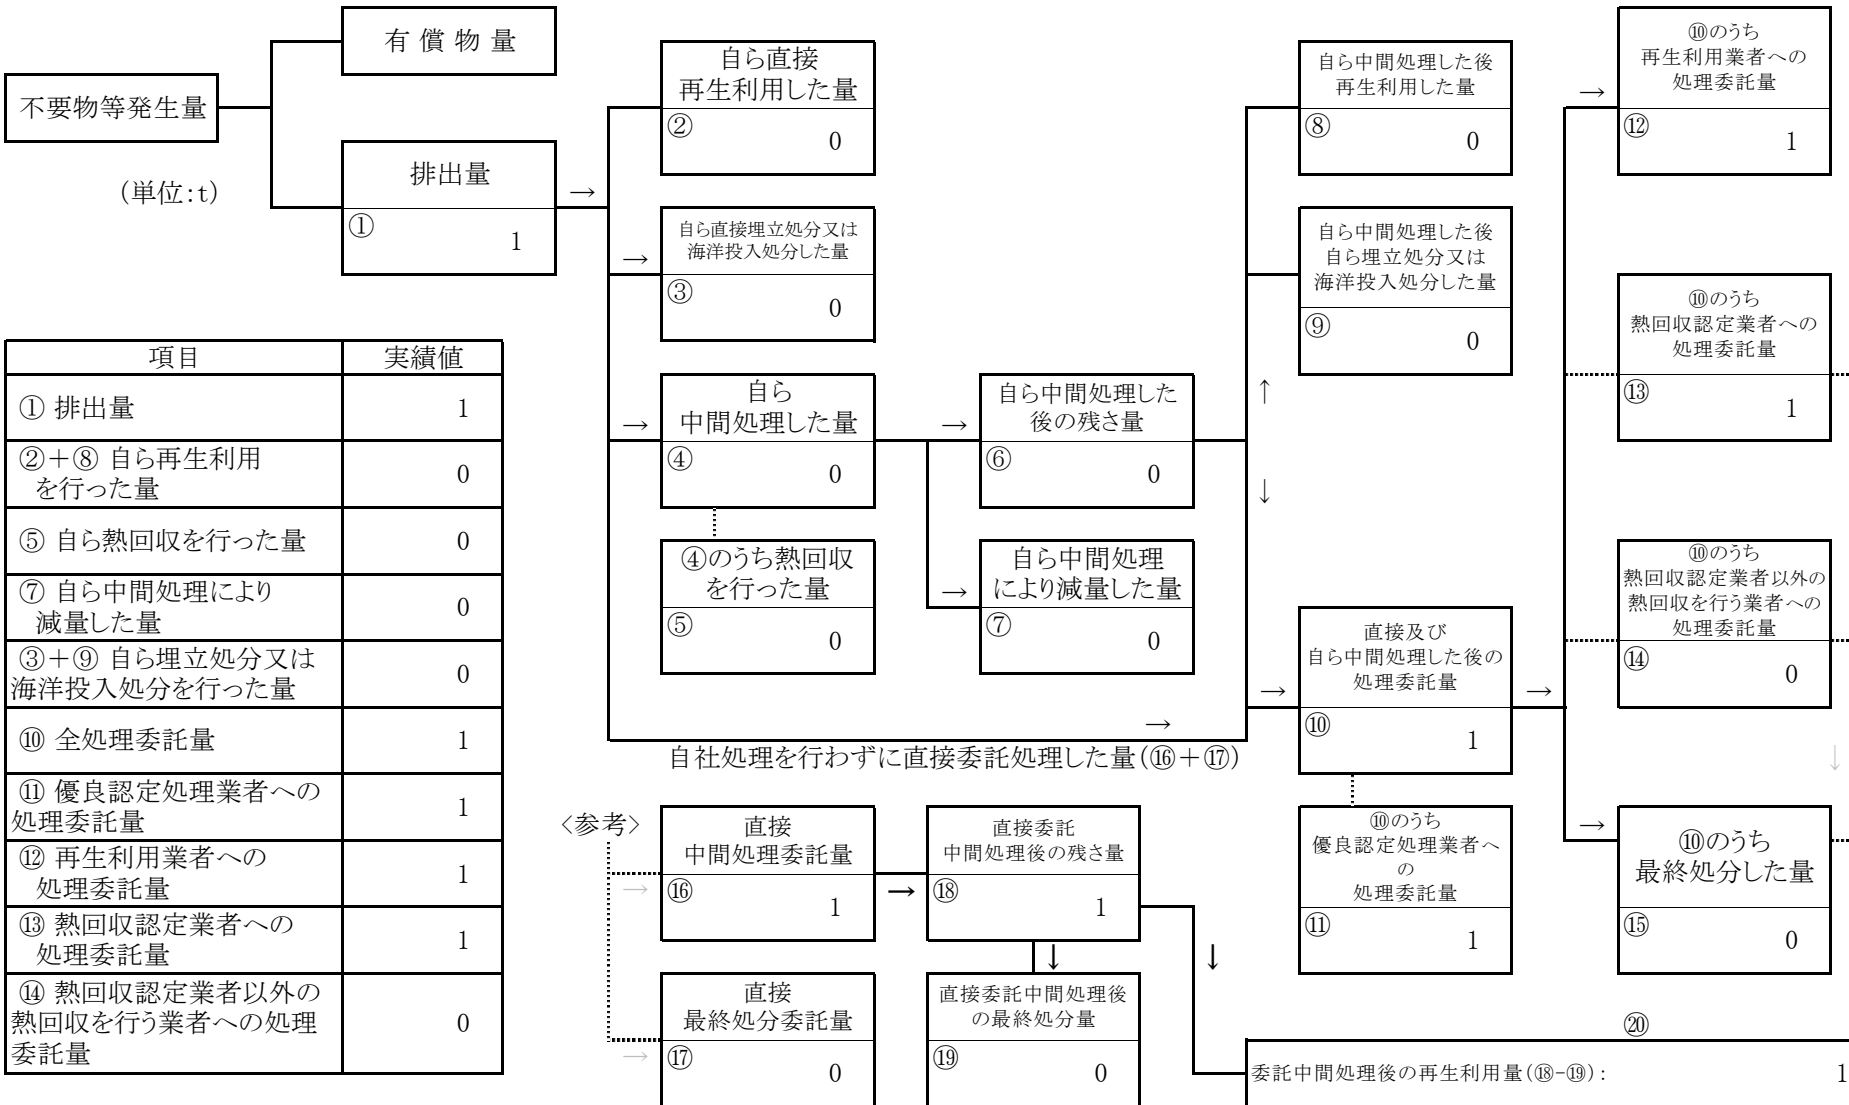 不要物等発生量
(単位:t)
有 償 物 量
排出量
①
1
→
自ら直接
再生利用した量
②
0
→
自ら直接埋立処分又は
海洋投入処分した量
③
0
→
自ら
中間処理した量
④
0
④のうち熱回収
を行った量
⑤
0
→
自ら中間処理した
後の残さ量
⑥
0
→
自ら中間処理
により減量した量
⑦
0
→
自社処理を行わずに直接委託処理した量(⑯+⑰)
↑
↓
自ら中間処理した後
再生利用した量
⑧
0
自ら中間処理した後
自ら埋立処分又は
海洋投入処分した量
⑨
0
→
直接及び
自ら中間処理した後の
処理委託量
⑩
1
⑩のうち
優良認定処理業者へ
の
処理委託量
⑪
1
→
→
⑩のうち
再生利用業者への
処理委託量
⑫
1
⑩のうち
熱回収認定業者への
処理委託量
⑬
1
⑩のうち
熱回収認定業者以外の
熱回収を行う業者への
処理委託量
⑭
0
↓
→
⑩のうち
最終処分した量
⑮
0
項目 実績値
① 排出量 1
②+⑧ 自ら再生利用
を行った量 0
⑤ 自ら熱回収を行った量 0
⑦ 自ら中間処理により
減量した量 0
③+⑨ 自ら埋立処分又は
海洋投入処分を行った量 0
⑩ 全処理委託量 1
⑪ 優良認定処理業者への
処理委託量 1
⑫ 再生利用業者への
処理委託量 1
⑬ 熱回収認定業者への
処理委託量 1
⑭ 熱回収認定業者以外の
熱回収を行う業者への処理
委託量 0
〈参考〉
→
直接
中間処理委託量
⑯
1
→
直接委託
中間処理後の残さ量
⑱
1
↓
↓
→
直接
最終処分委託量
⑰
0
直接委託中間処理後
の最終処分量
⑲
0
⑳
委託中間処理後の再生利用量(⑱-⑲): 1